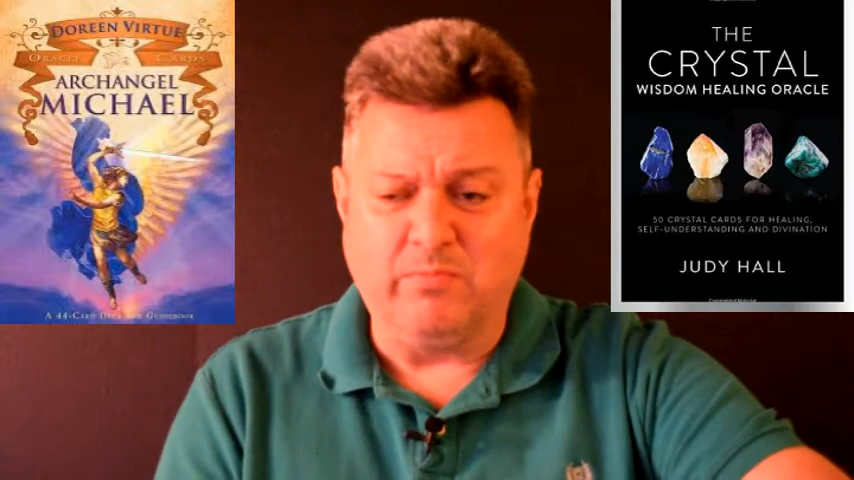 DOREEN VIRTUE
ORACLE CARDS
ARCHANGEL
MICHAEL
A 44-CARD DECK AND GUIDEBOOK
THE
CRYSTAL
WISDOM HEALING ORACLE
50 CRYSTAL CARDS FOR HEALING,
SELF-UNDERSTANDING AND DIVINATION
JUDY HALL